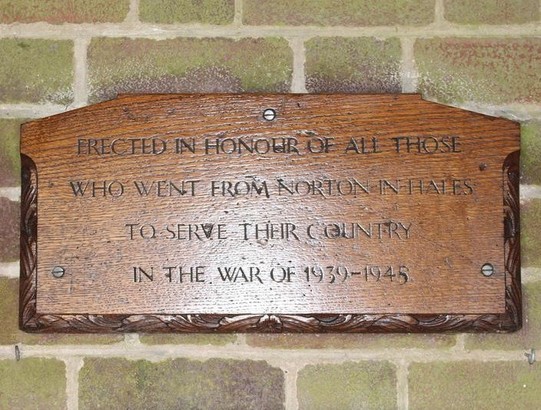 ERECTED IN HONOUR OF ALL THOSE
WHO WENT FROM NORTON-IN-HALES
TO SERVE THEIR COUNTRY
IN THE WAR OF 1939-1945